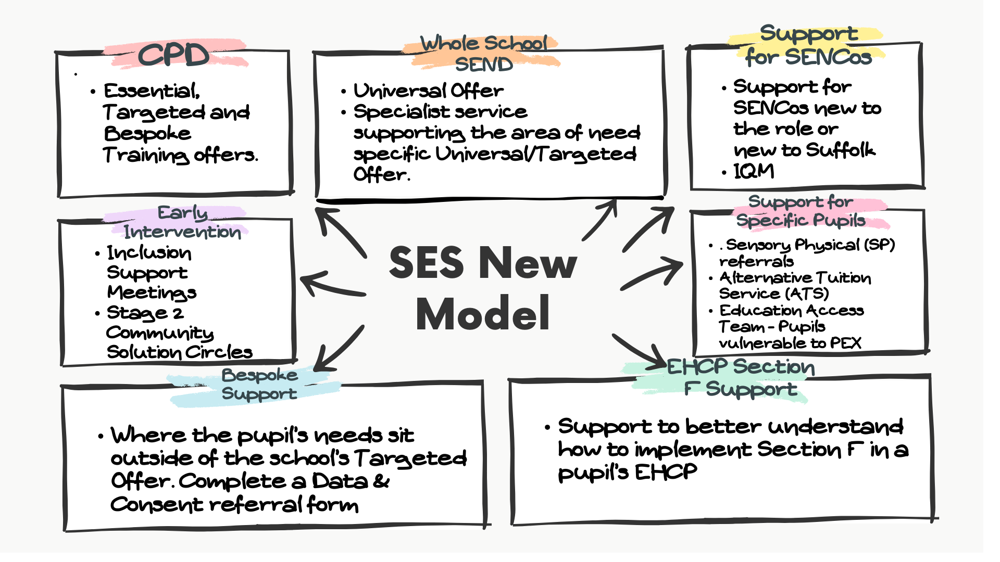 CPD
• Essential,
Targeted and
Bespoke
Training offers.
Whole School
SEND
• Universal Offer
• Specialist service
supporting the area of need
specific Universal/Targeted
Offer.
Support
for SENCos
• Support for
SENCos new to
the role or
new to Suffolk
• IQM
Early
Intervention
• Inclusion
Support
Meetings
• Stage 2
Community
Solution Circles
SES New
Model
Support for
Specific Pupils
• . Sensory Physical (SP)
referrals
• Alternative Tuition
Service (ATS)
• Education Access
Team - Pupils
vulnerable to PEX
Bespoke
Support
• Where the pupil's needs sit
outside of the school's Targeted
Offer. Complete a Data &
Consent referral form
EHCP Section
F Support
• Support to better understand
how to implement Section F in a
pupil's EHCP